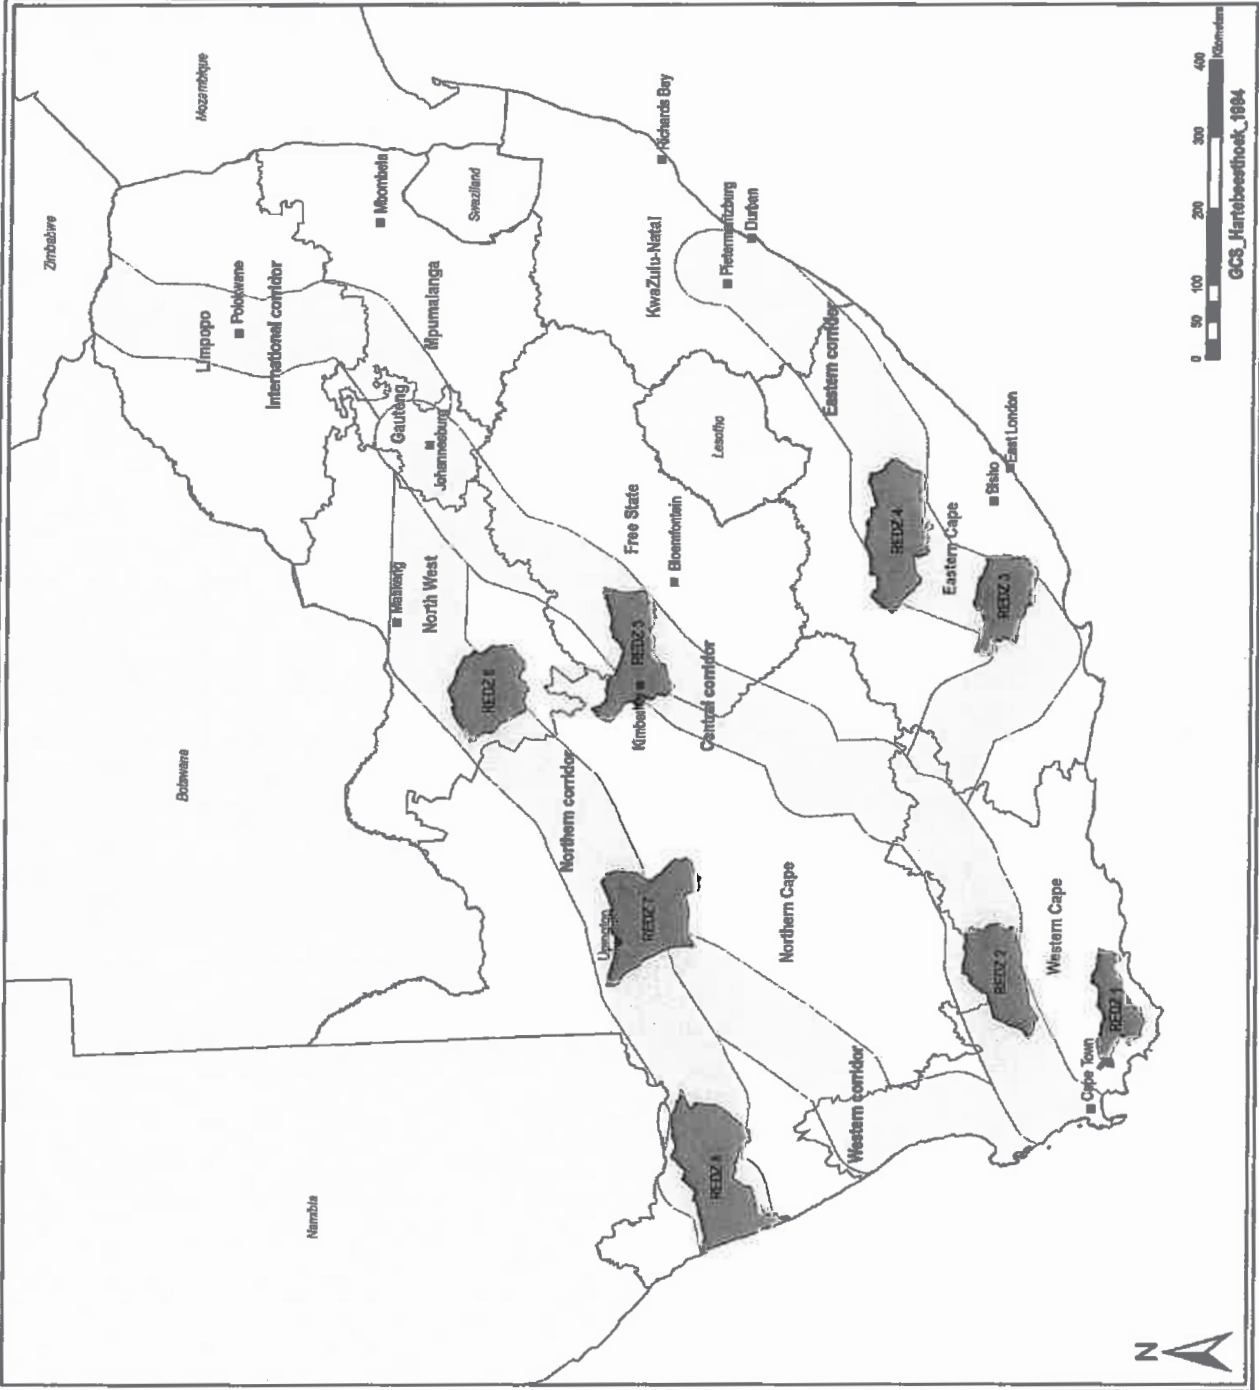 Zimbabwe
Botswana
Mozambique
Limpopo
Polokwane
International corridor
Namibia
Mbombela
Mafikeng
Gauteng
North West
Johannesburg
Mpumalanga
Swaziland
REDZ 6
Northern corridor
Upington
Free State
Kimberley
REDZ 5
REDZ 7
KwaZulu-Natal
Richards Bay
Bloemfontein
Central corridor
REDZ 8
Lesotho
Pietermaritzburg
Durban
Northern Cape
Eastern corridor
Western corridor
REDZ 4
Eastern Cape
Bisho
East London
REDZ 2
REDZ 3
Western Cape
Cape Town
REDZ 1
N
0 50 100 200 300 400
Kilometers
GCS_Hartebeesthoek_1994